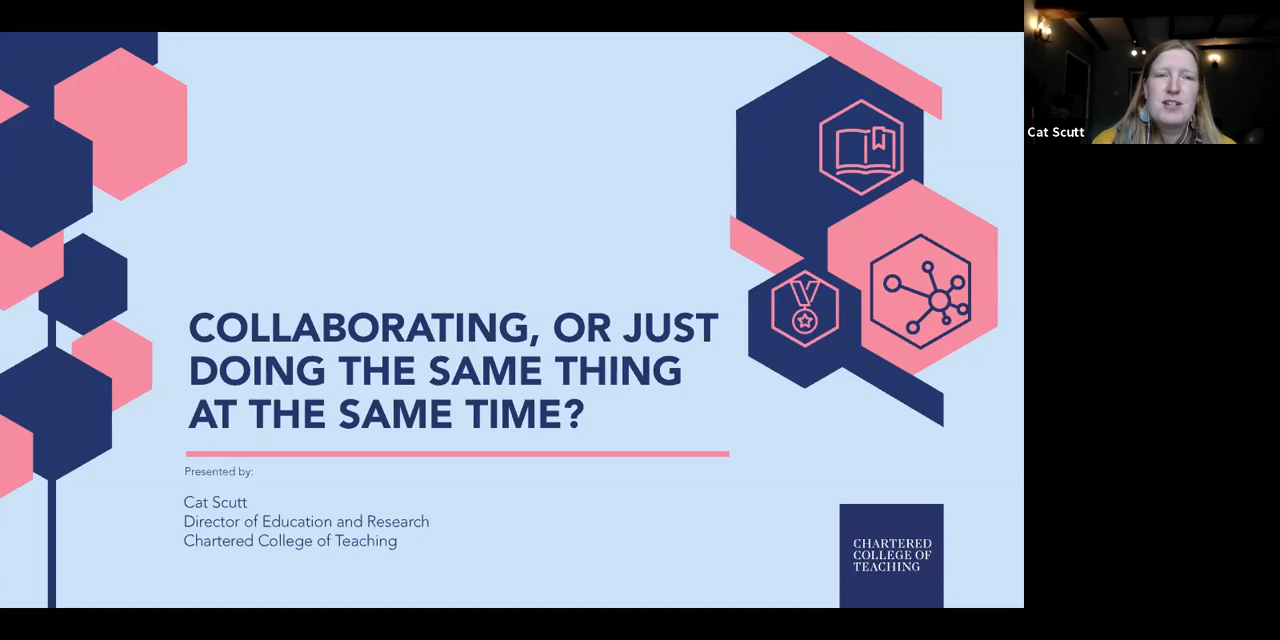 COLLABORATING, OR JUST
DOING THE SAME THING
AT THE SAME TIME?
Presented by:
Cat Scutt
Director of Education and Research
Chartered College of Teaching
CHARTERED
COLLEGE OF
TEACHING
Cat Scutt